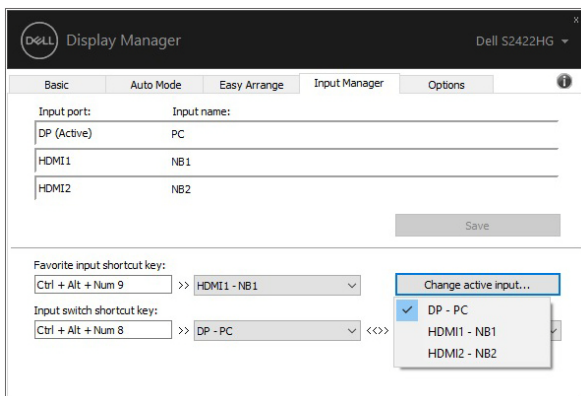 DELL Display Manager Dell S2422HG
x
Basic Auto Mode Easy Arrange Input Manager Options
Input port: Input name:
DP (Active) PC
HDMI1 NB1
HDMI2 NB2
Save
Favorite input shortcut key:
Ctrl + Alt + Num 9 >> HDMI1 - NB1 Change active input...
Input switch shortcut key:
Ctrl + Alt + Num 8 >> DP - PC <<>>
DP - PC
HDMI1 - NB1
HDMI2 - NB2